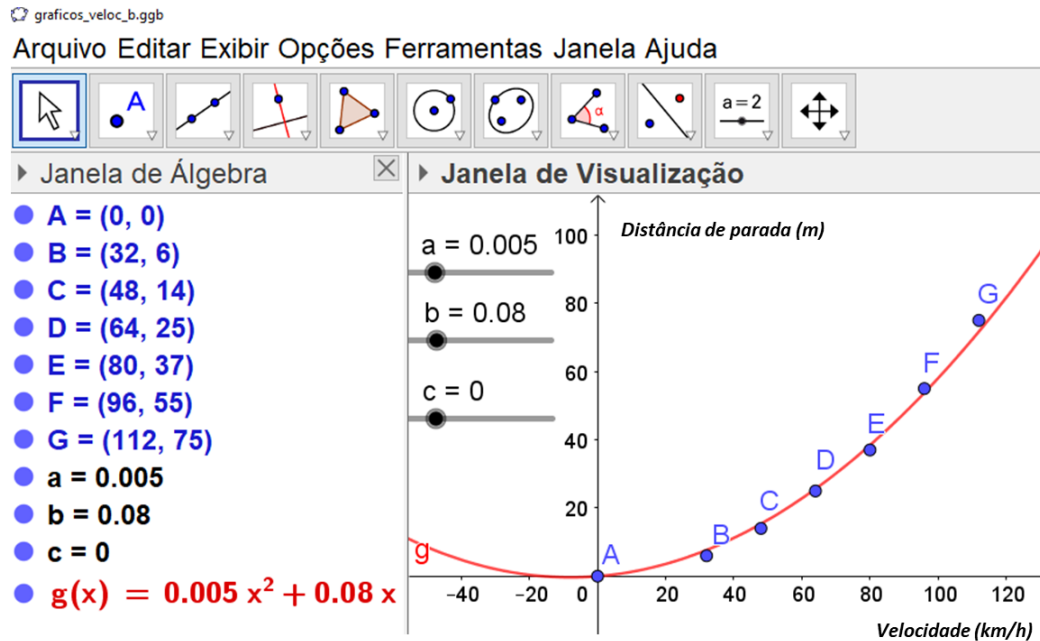 graficos_veloc_b.ggb
Arquivo Editar Exibir Opções Ferramentas Janela Ajuda
A
α
a = 2
Janela de Álgebra
A = (0, 0)
B = (32, 6)
C = (48, 14)
D = (64, 25)
E = (80, 37)
F = (96, 55)
G = (112, 75)
a = 0.005
b = 0.08
c = 0
g(x) = 0.005 x² + 0.08 x
Janela de Visualização
a = 0.005
b = 0.08
c = 0
Distância de parada (m)
100
80
60
40
20
G
F
E
D
C
B
A
g
−40 −20 0 20 40 60 80 100 120
Velocidade (km/h)